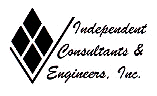 Independent
Consultants &
Engineers, Inc.